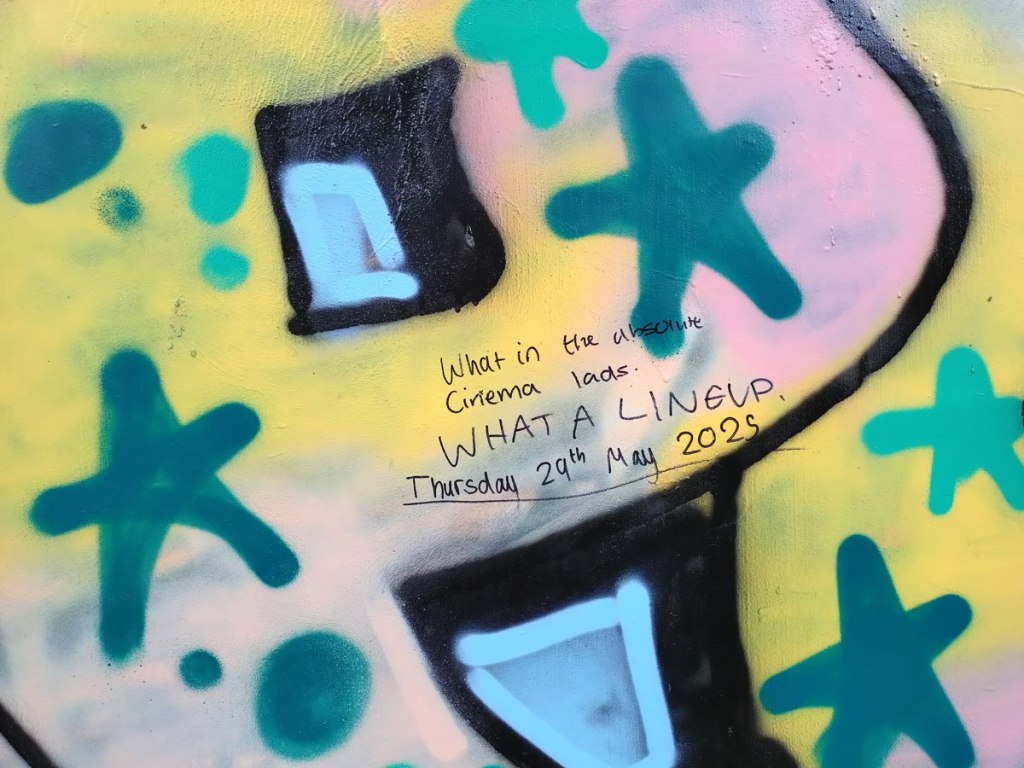 What in the absolute
Cinema lads.
WHAT A LINEUP.
Thursday 29th May 2025